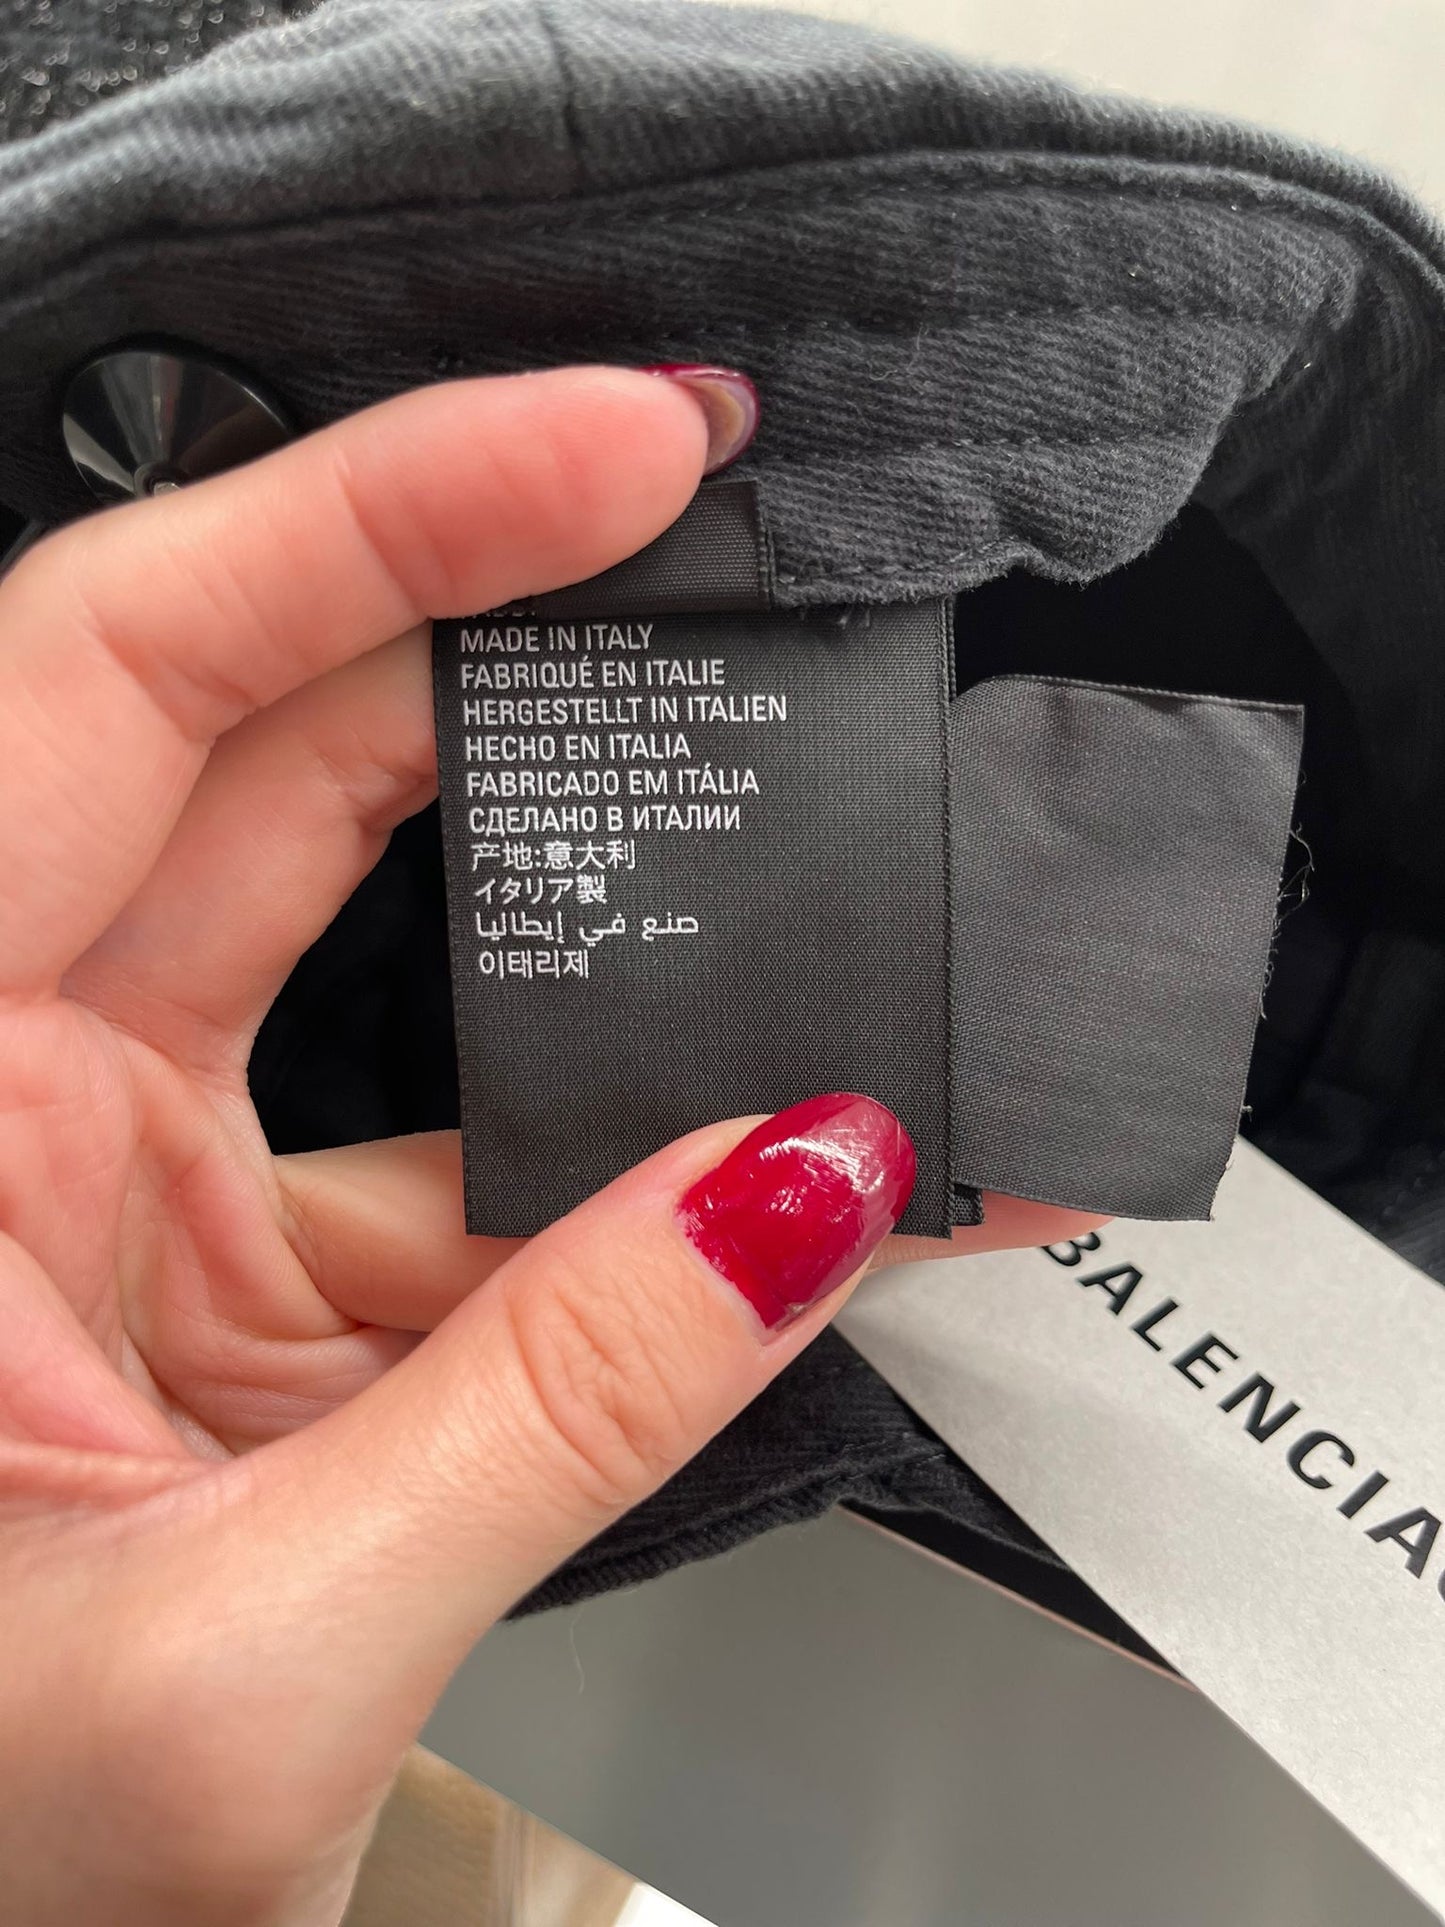 MADE IN ITALY
FABRIQUÉ EN ITALIE
HERGESTELLT IN ITALIEN
HECHO EN ITALIA
FABRICADO EM ITÁLIA
СДЕЛАНО В ИТАЛИИ
产地:意大利
イタリア製
صنع في إيطاليا
이태리제
BALENCIA